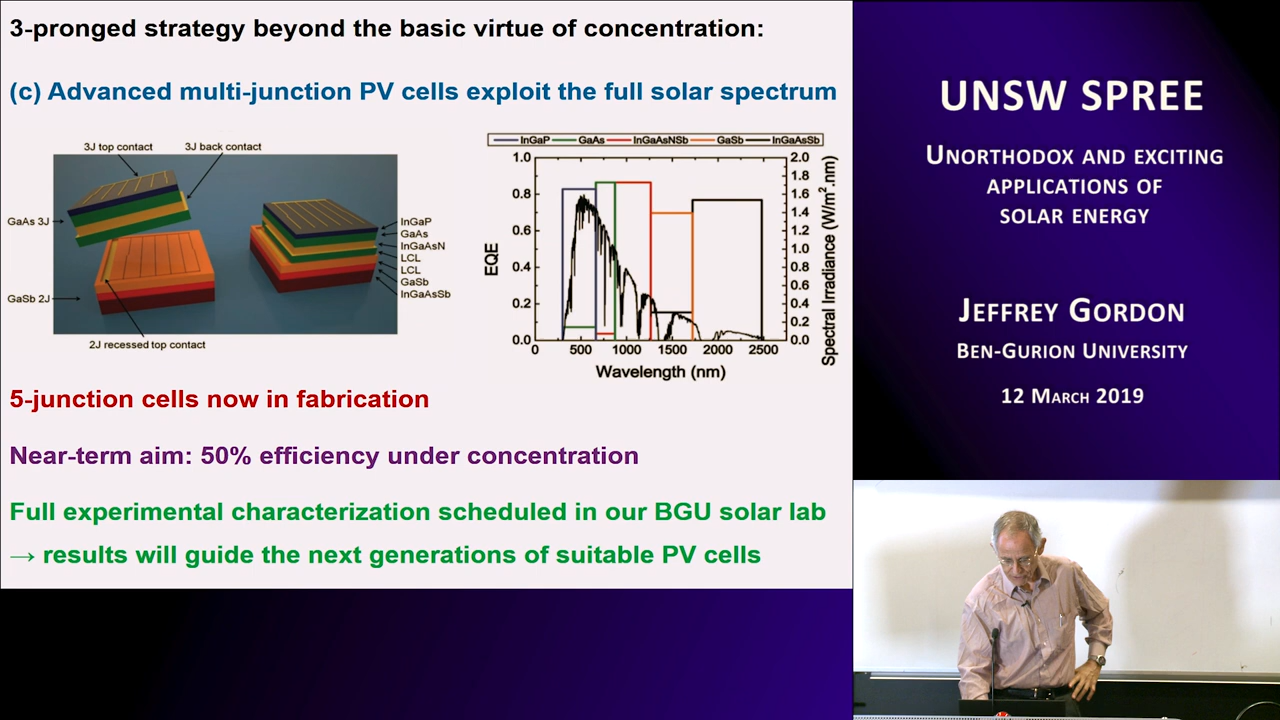 3-pronged strategy beyond the basic virtue of concentration:
(c) Advanced multi-junction PV cells exploit the full solar spectrum
3J top contact
3J back contact
GaAs 3J
GaSb 2J
2J recessed top contact
InGaP
GaAs
InGaAsN
LCL
LCL
GaSb
InGaAsSb
InGaP GaAs InGaAsNSb GaSb InGaAsSb
1.0
0.8
0.6
0.4
0.2
0.0
EQE
2.0
1.8
1.6
1.4
1.2
1.0
0.8
0.6
0.4
0.2
0.0
Spectral Irradiance (W/m².nm)
0 500 1000 1500 2000 2500
Wavelength (nm)
5-junction cells now in fabrication
Near-term aim: 50% efficiency under concentration
Full experimental characterization scheduled in our BGU solar lab
→ results will guide the next generations of suitable PV cells
UNSW SPREE
UNORTHODOX AND EXCITING
APPLICATIONS OF
SOLAR ENERGY
JEFFREY GORDON
BEN-GURION UNIVERSITY
12 MARCH 2019